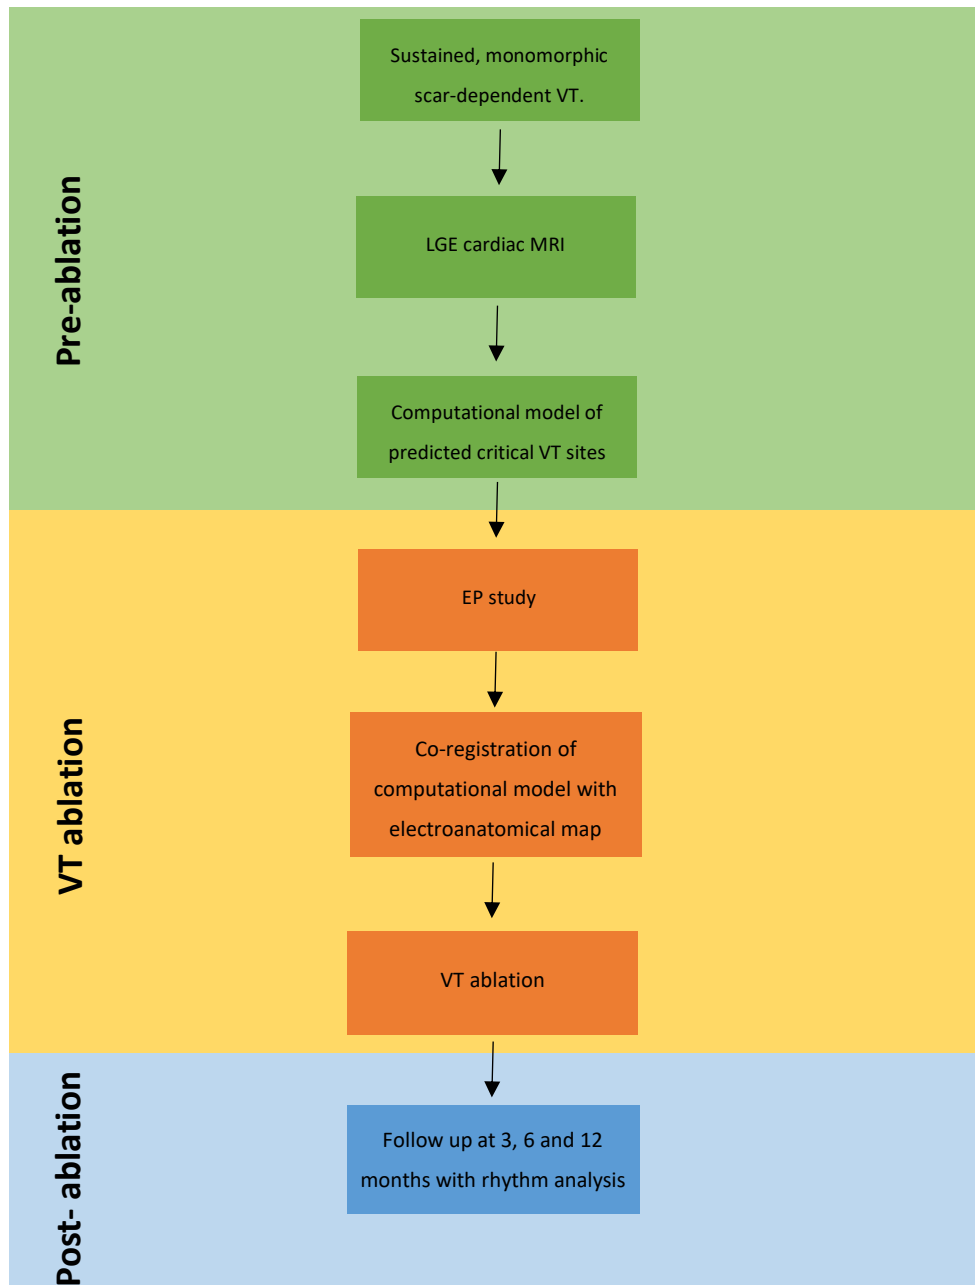 Pre-ablation
Sustained, monomorphic
scar-dependent VT.
LGE cardiac MRI
Computational model of
predicted critical VT sites
VT ablation
EP study
Co-registration of
computational model with
electroanatomical map
VT ablation
Post- ablation
Follow up at 3, 6 and 12
months with rhythm analysis